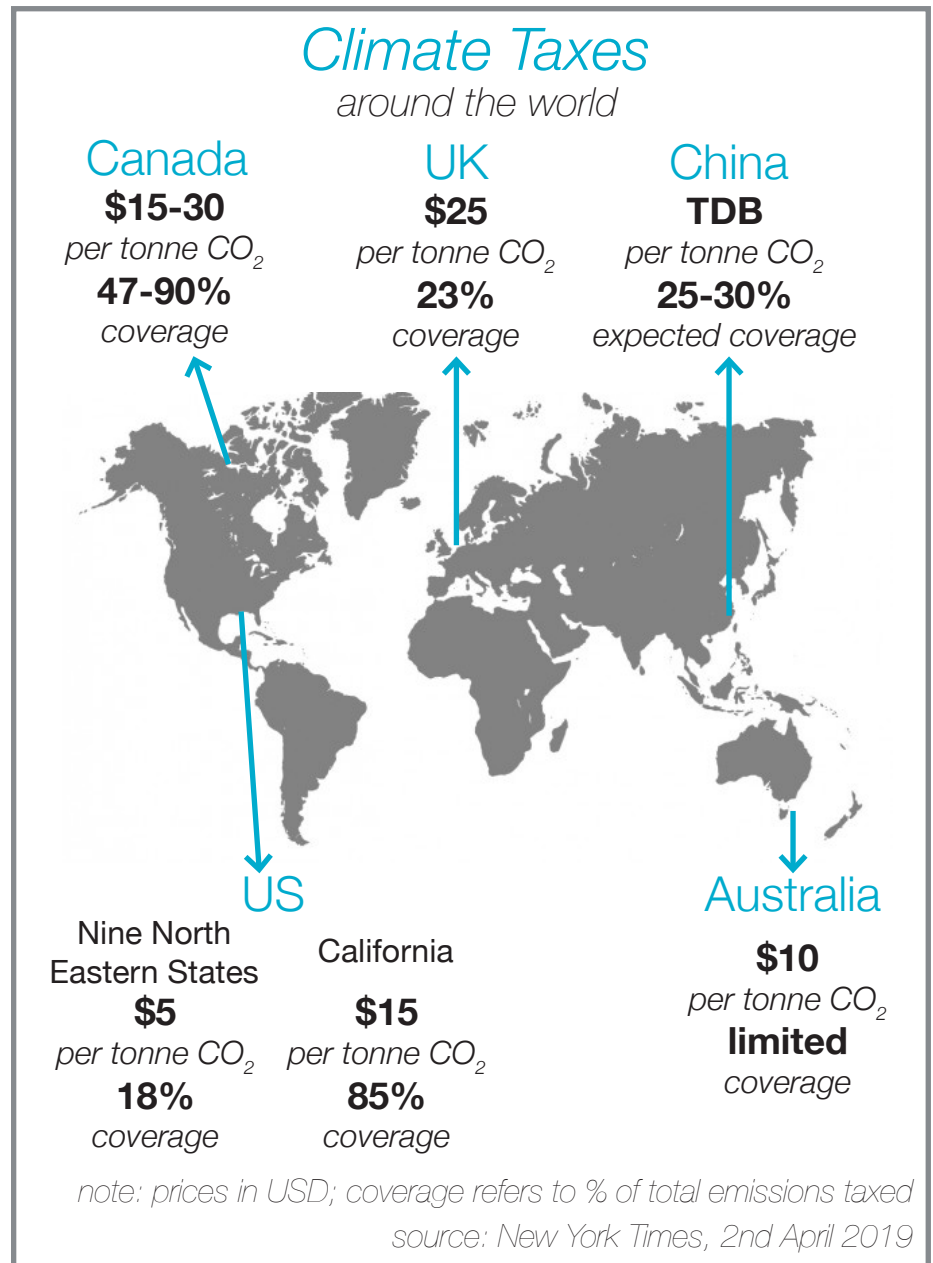 Climate Taxes
around the world
Canada
$15-30
per tonne CO₂
47-90%
coverage
UK
$25
per tonne CO₂
23%
coverage
China
TDB
per tonne CO₂
25-30%
expected coverage
US
Nine North
Eastern States
$5
per tonne CO₂
18%
coverage
California
$15
per tonne CO₂
85%
coverage
Australia
$10
per tonne CO₂
limited
coverage
note: prices in USD; coverage refers to % of total emissions taxed
source: New York Times, 2nd April 2019